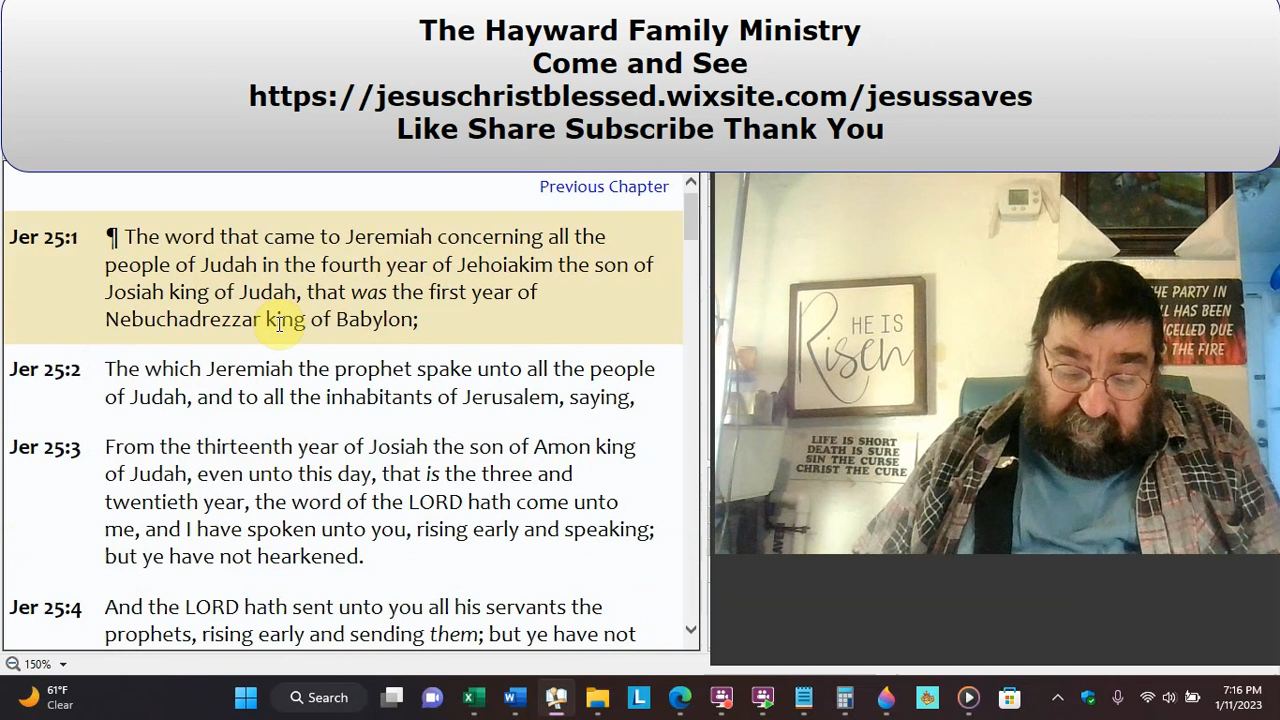 The Hayward Family Ministry
Come and See
https://jesuschristblessed.wixsite.com/jesussaves
Like Share Subscribe Thank You
Previous Chapter
Jer 25:1 ¶ The word that came to Jeremiah concerning all the
people of Judah in the fourth year of Jehoiakim the son of
Josiah king of Judah, that was the first year of
Nebuchadrezzar king of Babylon;
Jer 25:2 The which Jeremiah the prophet spake unto all the people
of Judah, and to all the inhabitants of Jerusalem, saying,
Jer 25:3 From the thirteenth year of Josiah the son of Amon king
of Judah, even unto this day, that is the three and
twentieth year, the word of the LORD hath come unto
me, and I have spoken unto you, rising early and speaking;
but ye have not hearkened.
Jer 25:4 And the LORD hath sent unto you all his servants the
prophets, rising early and sending them; but ye have not
HE IS
Risen
LIFE IS SHORT
DEATH IS SURE
SIN THE CURSE
CHRIST THE CURE
THE PARTY IN
HAS BEEN
DUE
THE FIRE
150%
61°F
Clear
Search
7:16 PM
1/11/2023